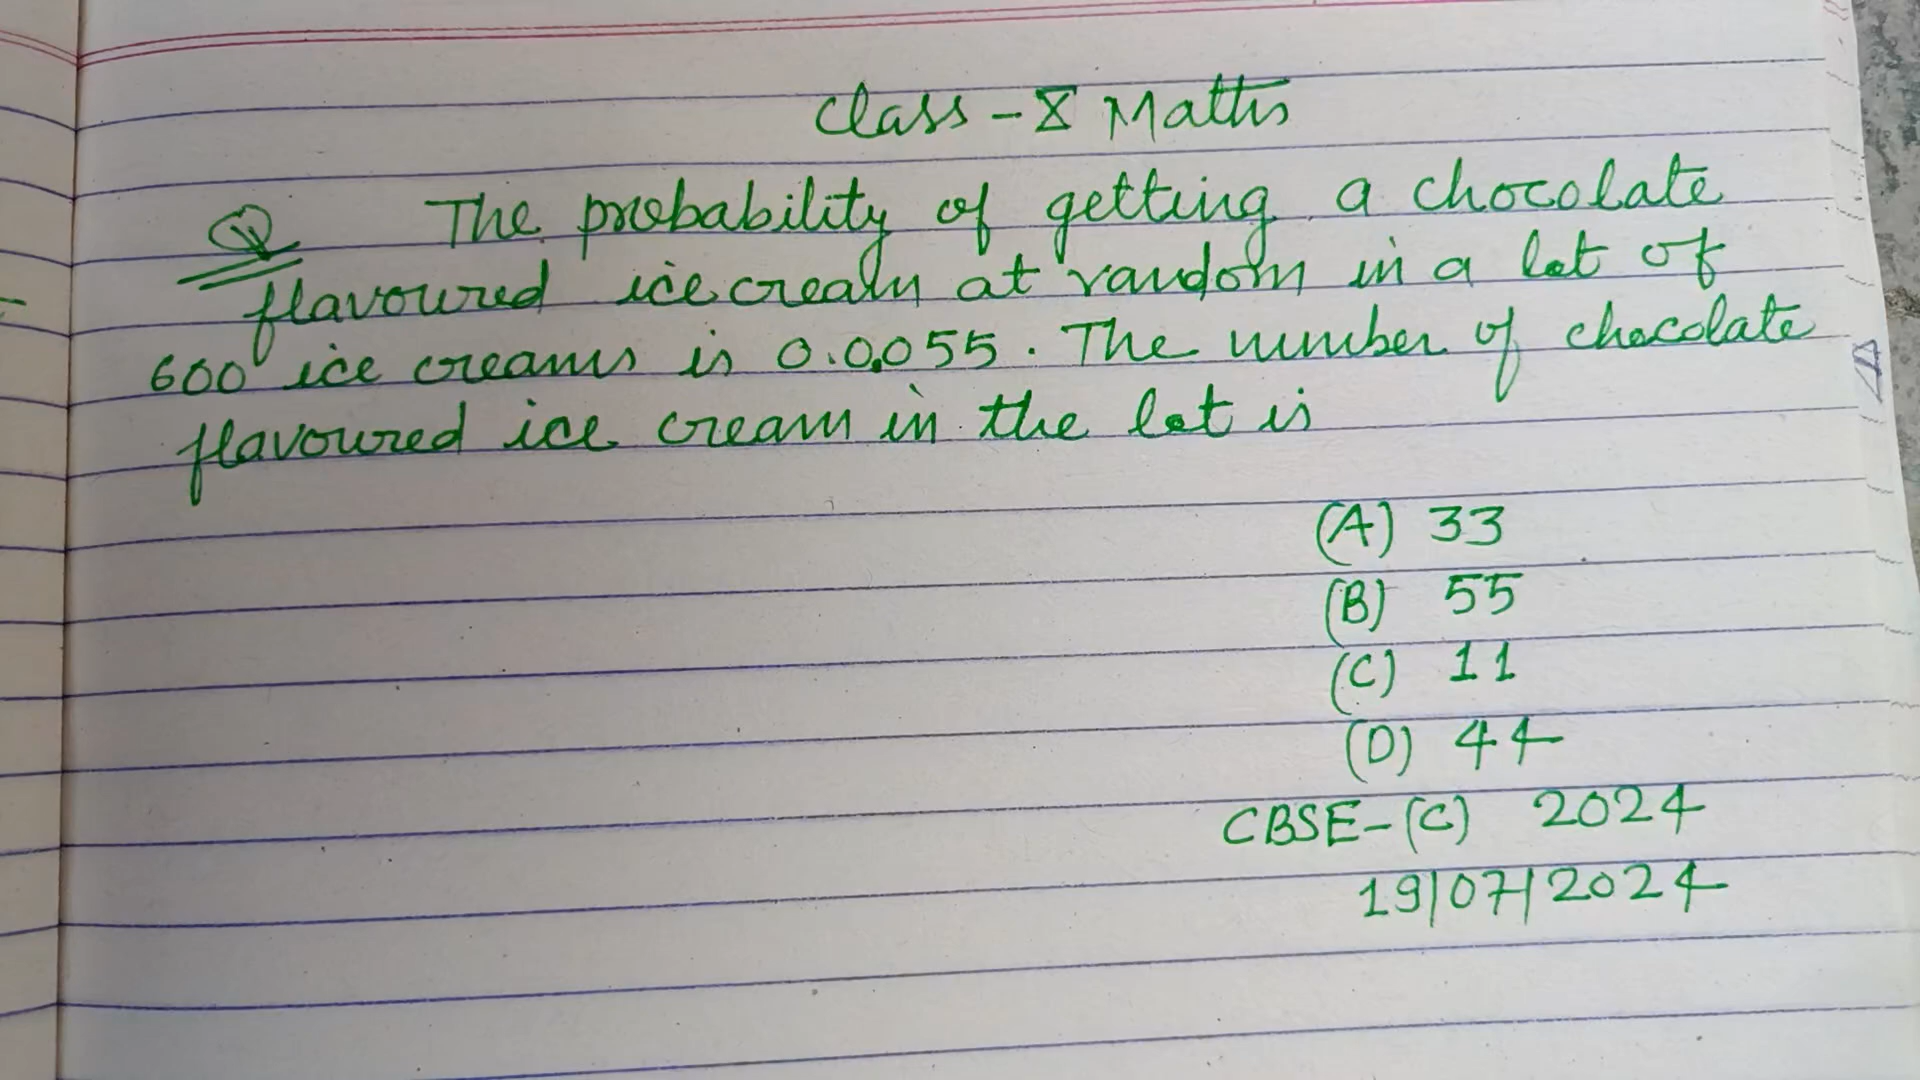 Class - X Maths
Q The probability of getting a chocolate
flavoured ice cream at random in a lot of
600 ice creams is 0.055. The number of chocolate
flavoured ice cream in the lot is
(A) 33
(B) 55
(C) 11
(D) 44
CBSE-(C) 2024
19/07/2024